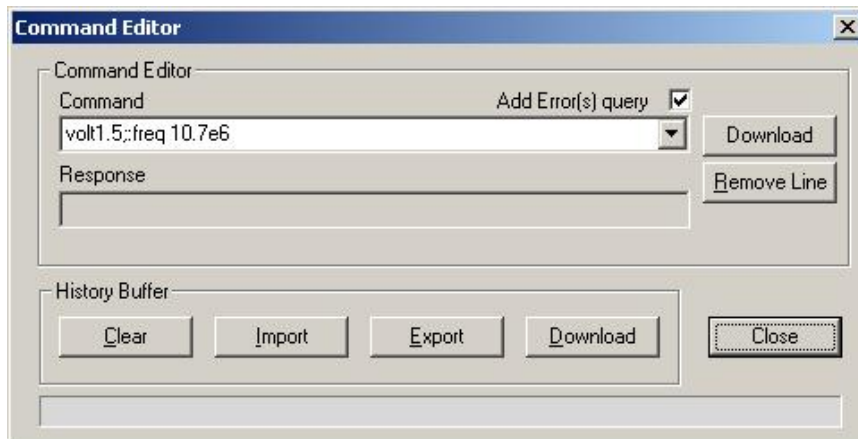 Command Editor
Command Editor
Command
Add Error(s) query
volt1.5;:freq 10.7e6
Download
Response
Remove Line
History Buffer
Clear
Import
Export
Download
Close